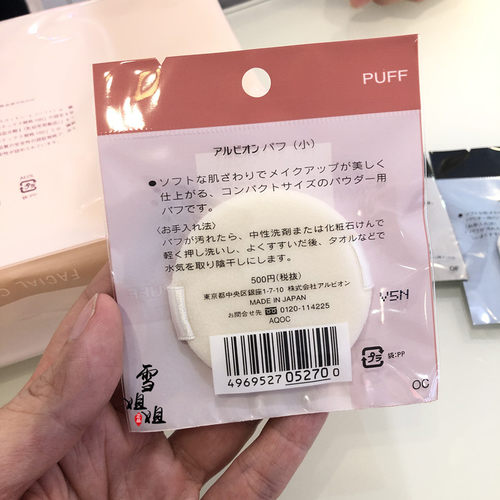 PUFF
アルビオン パフ (小)
●ソフトな肌ざわりでメイクアップが美しく
仕上がる、コンパクトサイズのパウダー用
パフです。
〈お手入れ法〉
パフが汚れたら、中性洗剤または化粧石けんで
軽く押し洗いし、よくすすいだ後、タオルなどで
水気を取り陰干しにします。
500円(税抜)
東京都中央区銀座1-7-10 株式会社アルビオン
MADE IN JAPAN
お問合せ先 0120-114225
AQOC
V5N
プラ
袋:PP
4969527052700
OC
雪姐姐
FACIAL